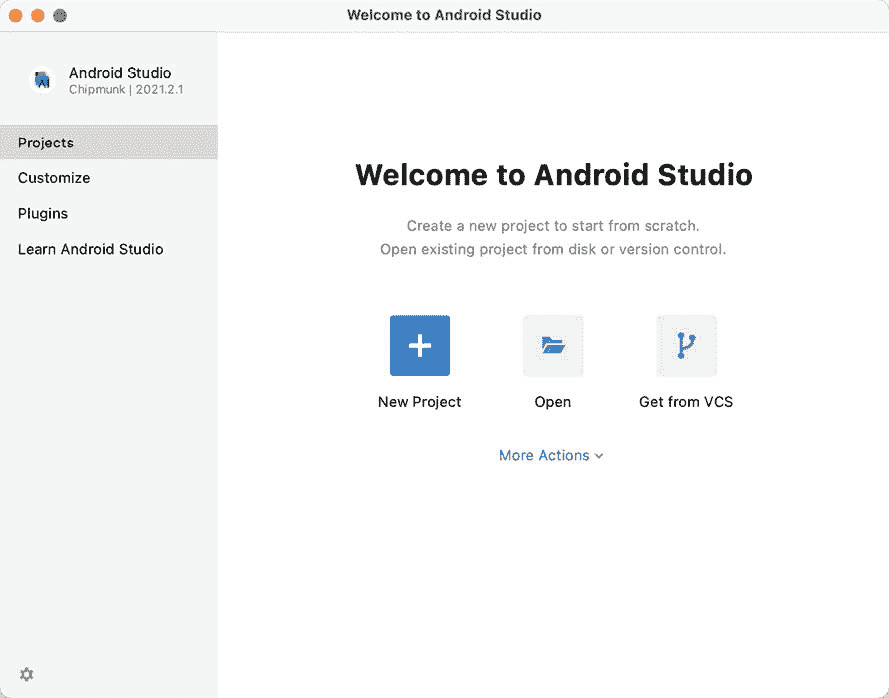 Welcome to Android Studio
Android Studio
Chipmunk | 2021.2.1
Projects
Customize
Plugins
Learn Android Studio
Welcome to Android Studio
Create a new project to start from scratch.
Open existing project from disk or version control.
New Project
Open
Get from VCS
More Actions